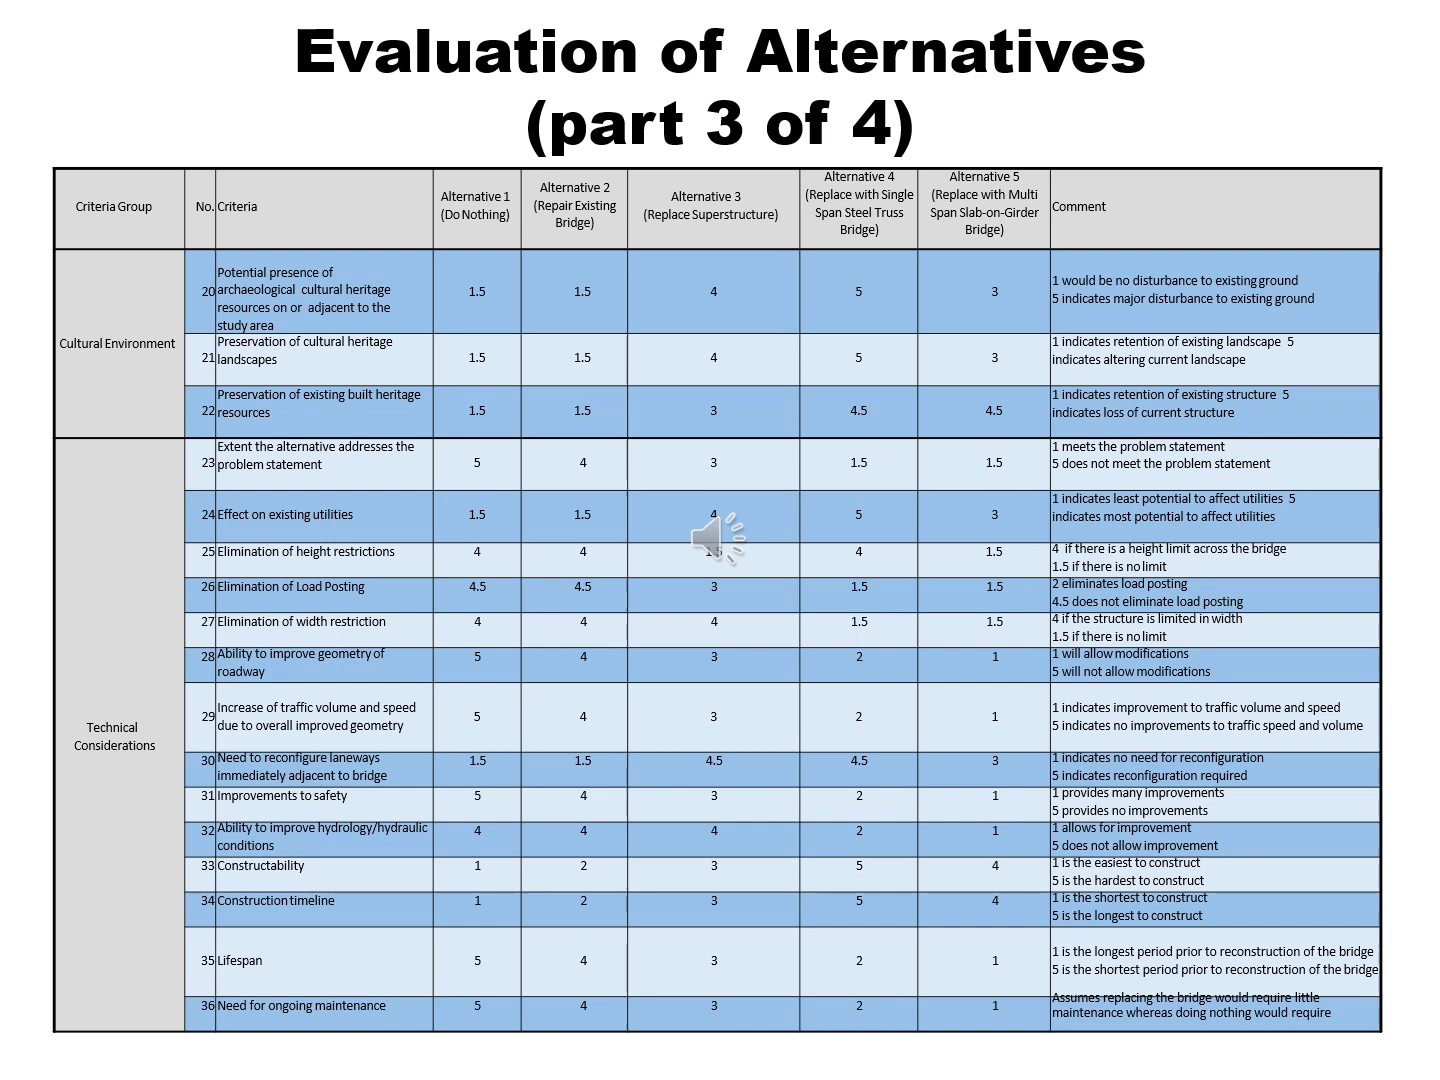 Evaluation of Alternatives
(part 3 of 4)
Criteria Group No. Criteria Alternative 1 (Do Nothing) Alternative 2 (Repair Existing Bridge) Alternative 3 (Replace Superstructure) Alternative 4 (Replace with Single Span Steel Truss Bridge) Alternative 5 (Replace with Multi Span Slab-on-Girder Bridge) Comment
Cultural Environment
20 Potential presence of archaeological cultural heritage resources on or adjacent to the study area 1.5 1.5 4 5 3 1 would be no disturbance to existing ground 5 indicates major disturbance to existing ground
21 Preservation of cultural heritage landscapes 1.5 1.5 4 5 3 1 indicates retention of existing landscape 5 indicates altering current landscape
22 Preservation of existing built heritage resources 1.5 1.5 3 4.5 4.5 1 indicates retention of existing structure 5 indicates loss of current structure
Technical Considerations
23 Extent the alternative addresses the problem statement 5 4 3 1.5 1.5 1 meets the problem statement 5 does not meet the problem statement
24 Effect on existing utilities 1.5 1.5 4 5 3 1 indicates least potential to affect utilities 5 indicates most potential to affect utilities
25 Elimination of height restrictions 4 4 1.5 4 1.5 4 if there is a height limit across the bridge 1.5 if there is no limit
26 Elimination of Load Posting 4.5 4.5 3 1.5 1.5 2 eliminates load posting 4.5 does not eliminate load posting
27 Elimination of width restriction 4 4 4 1.5 1.5 4 if the structure is limited in width 1.5 if there is no limit
28 Ability to improve geometry of roadway 5 4 3 2 1 1 will allow modifications 5 will not allow modifications
29 Increase of traffic volume and speed due to overall improved geometry 5 4 3 2 1 1 indicates improvement to traffic volume and speed 5 indicates no improvements to traffic speed and volume
30 Need to reconfigure laneways immediately adjacent to bridge 1.5 1.5 4.5 4.5 3 1 indicates no need for reconfiguration 5 indicates reconfiguration required
31 Improvements to safety 5 4 3 2 1 1 provides many improvements 5 provides no improvements
32 Ability to improve hydrology/hydraulic conditions 4 4 4 2 1 1 allows for improvement 5 does not allow improvement
33 Constructability 1 2 3 5 4 1 is the easiest to construct 5 is the hardest to construct
34 Construction timeline 1 2 3 5 4 1 is the shortest to construct 5 is the longest to construct
35 Lifespan 5 4 3 2 1 1 is the longest period prior to reconstruction of the bridge 5 is the shortest period prior to reconstruction of the bridge
36 Need for ongoing maintenance 5 4 3 2 1 Assumes replacing the bridge would require little maintenance whereas doing nothing would require